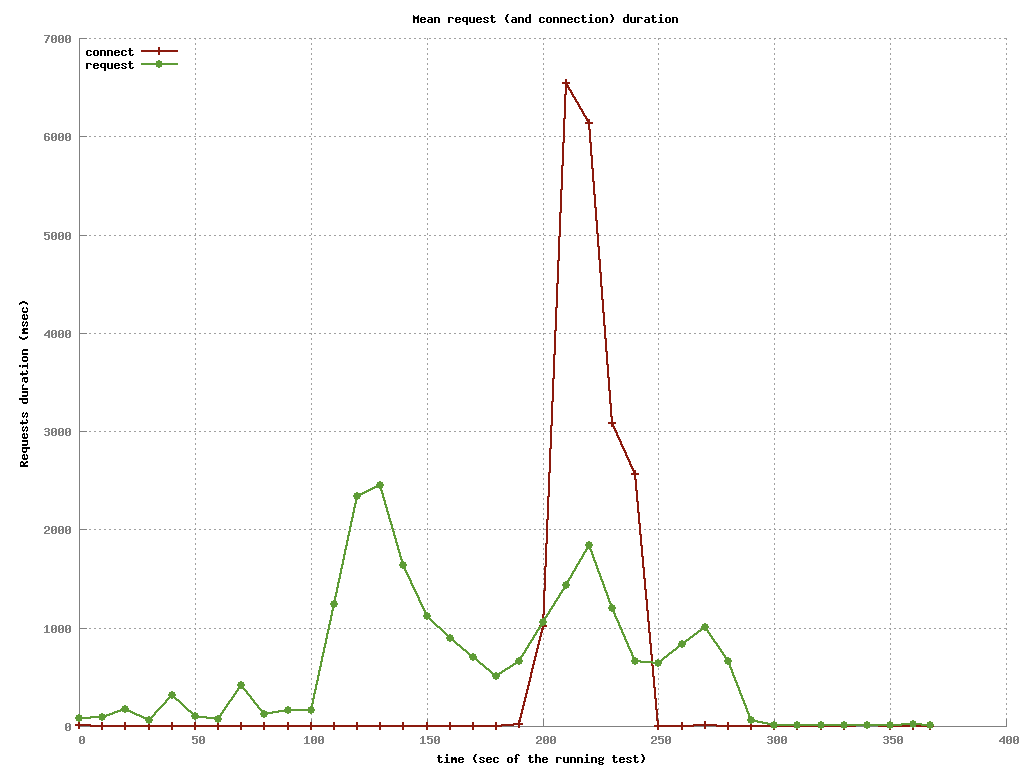 Mean request (and connection) duration
connect
request
7000
6000
5000
4000
3000
2000
1000
0
Requests duration (msec)
0 50 100 150 200 250 300 350 400
time (sec of the running test)